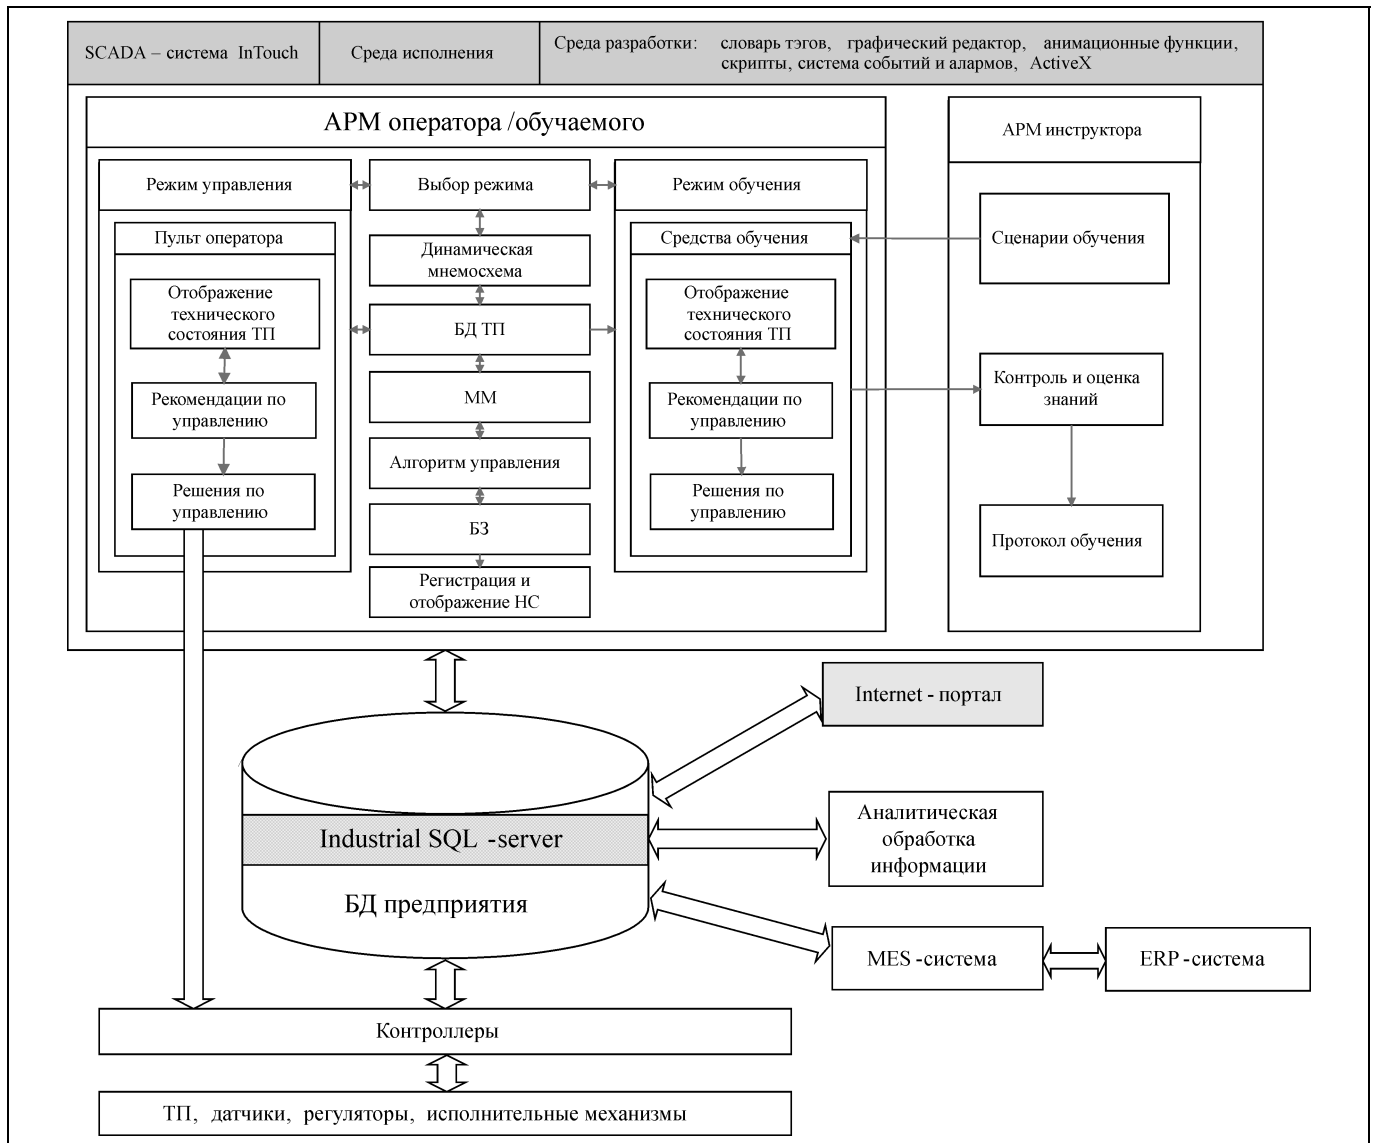 SCADA – система InTouch
Среда исполнения
Среда разработки: словарь тэгов, графический редактор, анимационные функции,
скрипты, система событий и алармов, ActiveX
АРМ оператора /обучаемого
АРМ инструктора
Режим управления
Выбор режима
Режим обучения
Пульт оператора
Динамическая
мнемосхема
Средства обучения
Сценарии обучения
Отображение
технического
состояния ТП
БД ТП
Отображение
технического
состояния ТП
Рекомендации по
управлению
ММ
Рекомендации по
управлению
Контроль и оценка
знаний
Алгоритм управления
Решения по
управлению
БЗ
Решения по
управлению
Протокол обучения
Регистрация и
отображение НС
Internet - портал
Industrial SQL -server
БД предприятия
Аналитическая
обработка
информации
MES -система
ERP -система
Контроллеры
ТП, датчики, регуляторы, исполнительные механизмы